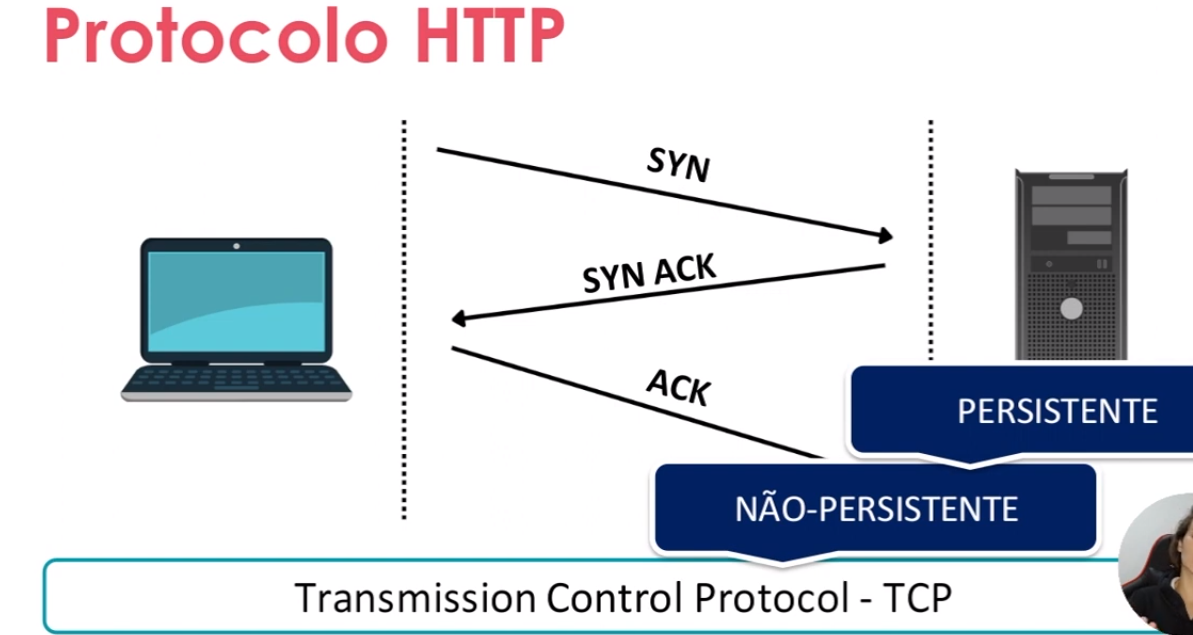 Protocolo HTTP
SYN
SYN ACK
ACK
PERSISTENTE
NÃO-PERSISTENTE
Transmission Control Protocol - TCP